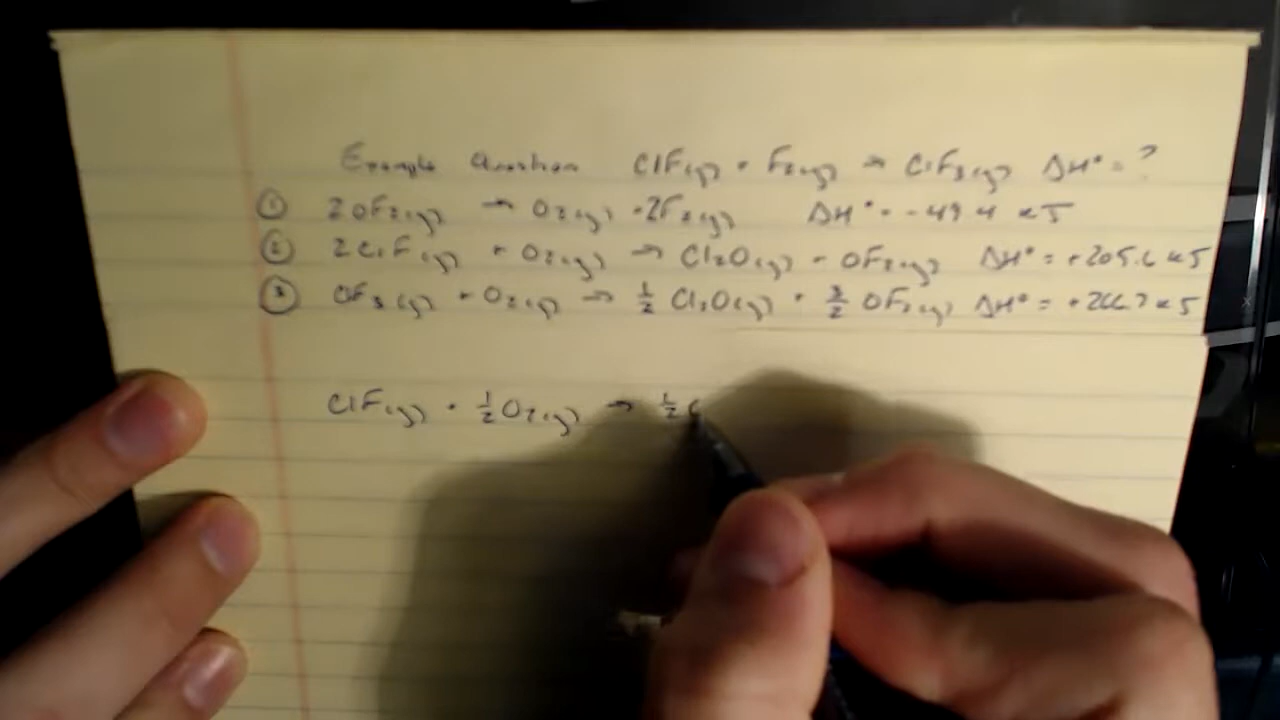 Example Question ClF(g) + F2(g) → ClF3(g) ΔH° = ?
① 2OF2(g) → O2(g) + 2F2(g) ΔH° = -49.4 kJ
② 2ClF(g) + O2(g) → Cl2O(g) + OF2(g) ΔH° = +205.6 kJ
③ ClF3(g) + O2(g) → 1/2 Cl2O(g) + 3/2 OF2(g) ΔH° = +266.7 kJ
ClF(g) + 1/2 O2(g) → 1/2 C